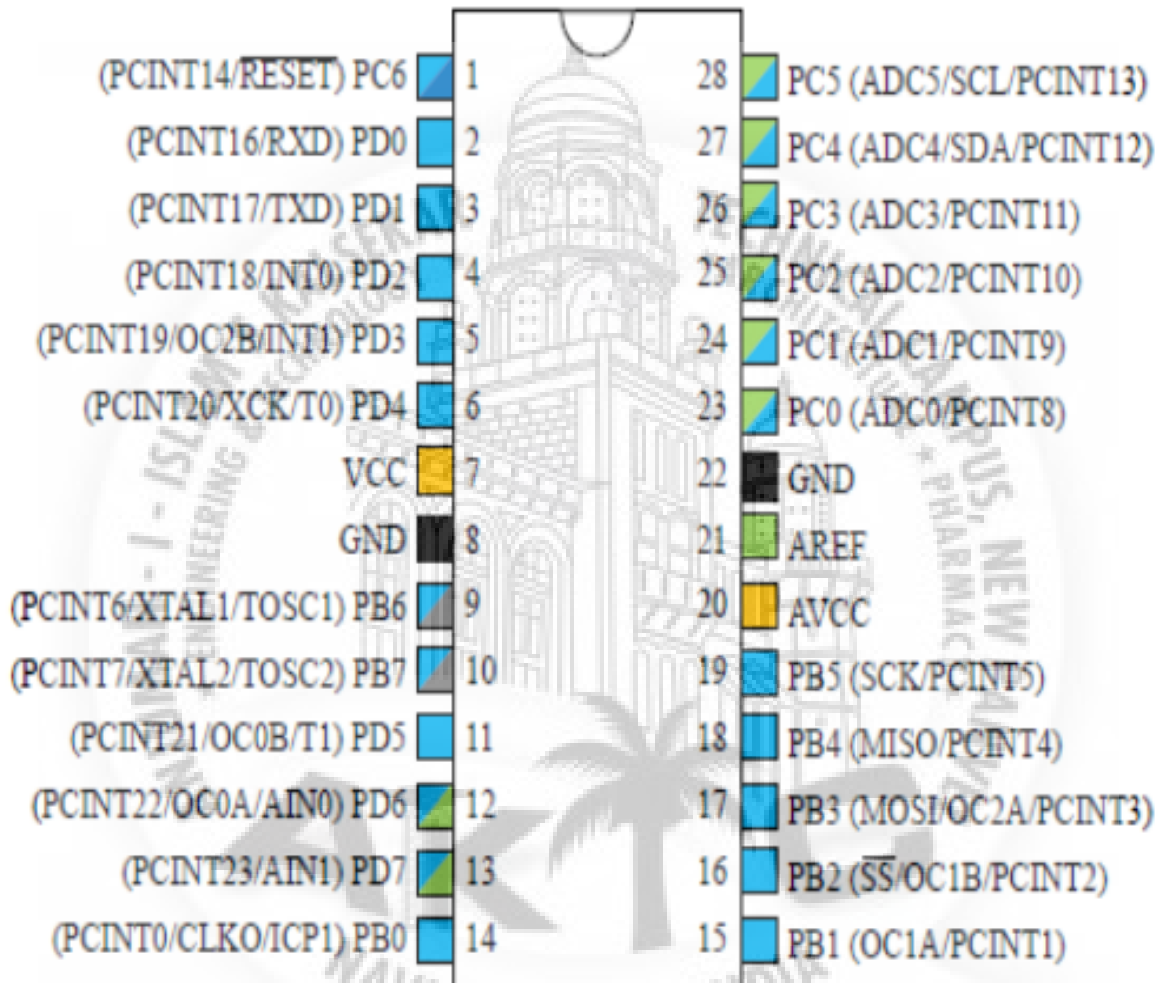 (PCINT14/RESET) PC6 1
28 PC5 (ADC5/SCL/PCINT13)
(PCINT16/RXD) PD0 2
27 PC4 (ADC4/SDA/PCINT12)
(PCINT17/TXD) PD1 3
26 PC3 (ADC3/PCINT11)
(PCINT18/INT0) PD2 4
25 PC2 (ADC2/PCINT10)
(PCINT19/OC2B/INT1) PD3 5
24 PC1 (ADC1/PCINT9)
(PCINT20/XCK/T0) PD4 6
23 PC0 (ADC0/PCINT8)
VCC 7
22 GND
GND 8
21 AREF
(PCINT6/XTAL1/TOSC1) PB6 9
20 AVCC
(PCINT7/XTAL2/TOSC2) PB7 10
19 PB5 (SCK/PCINT5)
(PCINT21/OC0B/T1) PD5 11
18 PB4 (MISO/PCINT4)
(PCINT22/OC0A/AIN0) PD6 12
17 PB3 (MOSI/OC2A/PCINT3)
(PCINT23/AIN1) PD7 13
16 PB2 (SS/OC1B/PCINT2)
(PCINT0/CLKO/ICP1) PB0 14
15 PB1 (OC1A/PCINT1)
ENGINEERING &
CAMPUS, NEW